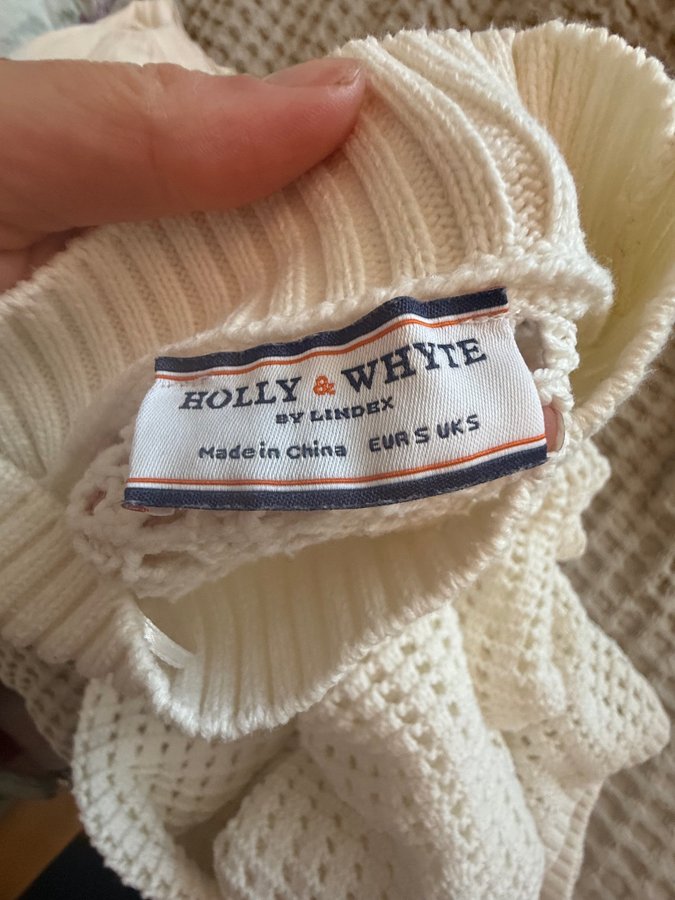 HOLLY & WHYTE
BY LINDEX
Made in China EUR S UK S